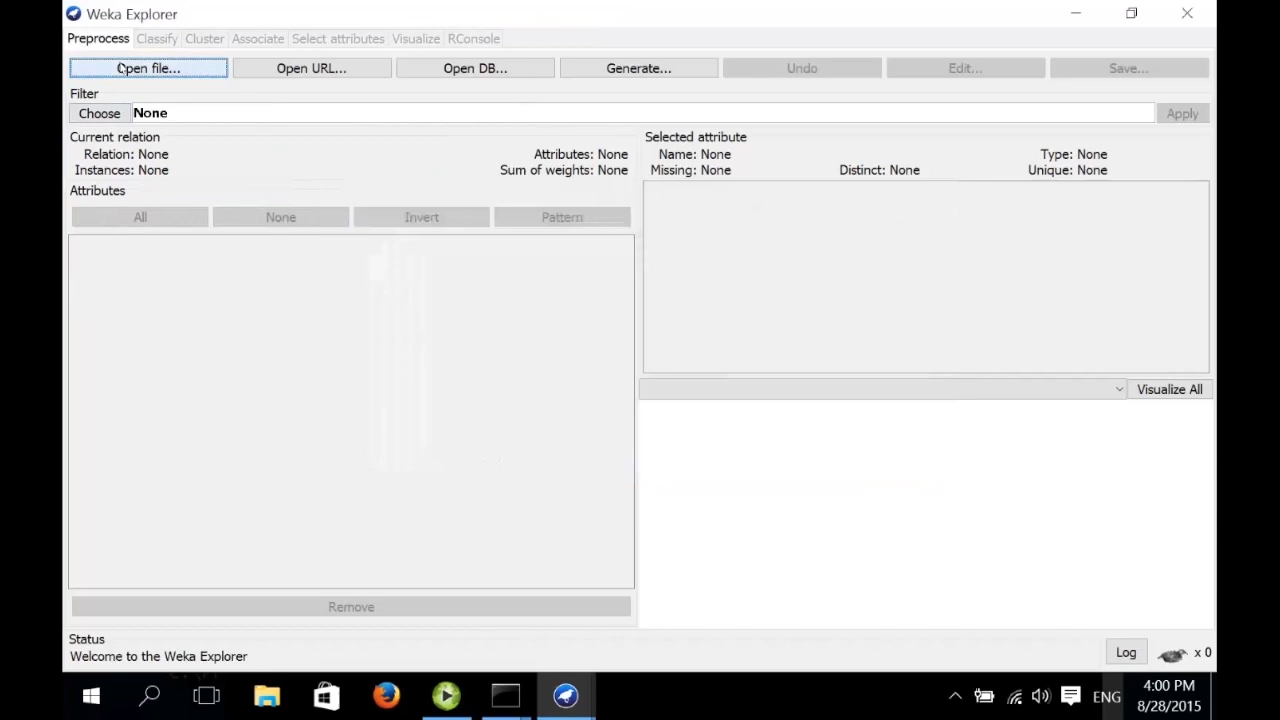 Weka Explorer
Preprocess Classify Cluster Associate Select attributes Visualize RConsole
Open file... Open URL... Open DB... Generate... Undo Edit... Save...
Filter
Choose None Apply
Current relation
Relation: None Attributes: None
Instances: None Sum of weights: None
Selected attribute
Name: None Type: None
Missing: None Distinct: None Unique: None
Attributes
All None Invert Pattern
Visualize All
Remove
Status
Welcome to the Weka Explorer
Log x 0
ENG
4:00 PM
8/28/2015